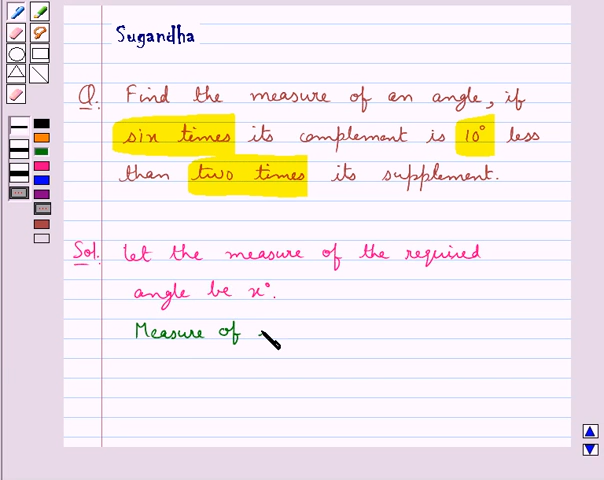 Sugandha
Q. Find the measure of an angle, if
six times its complement is 10° less
than two times its supplement.
Sol. Let the measure of the required
angle be x°.
Measure of